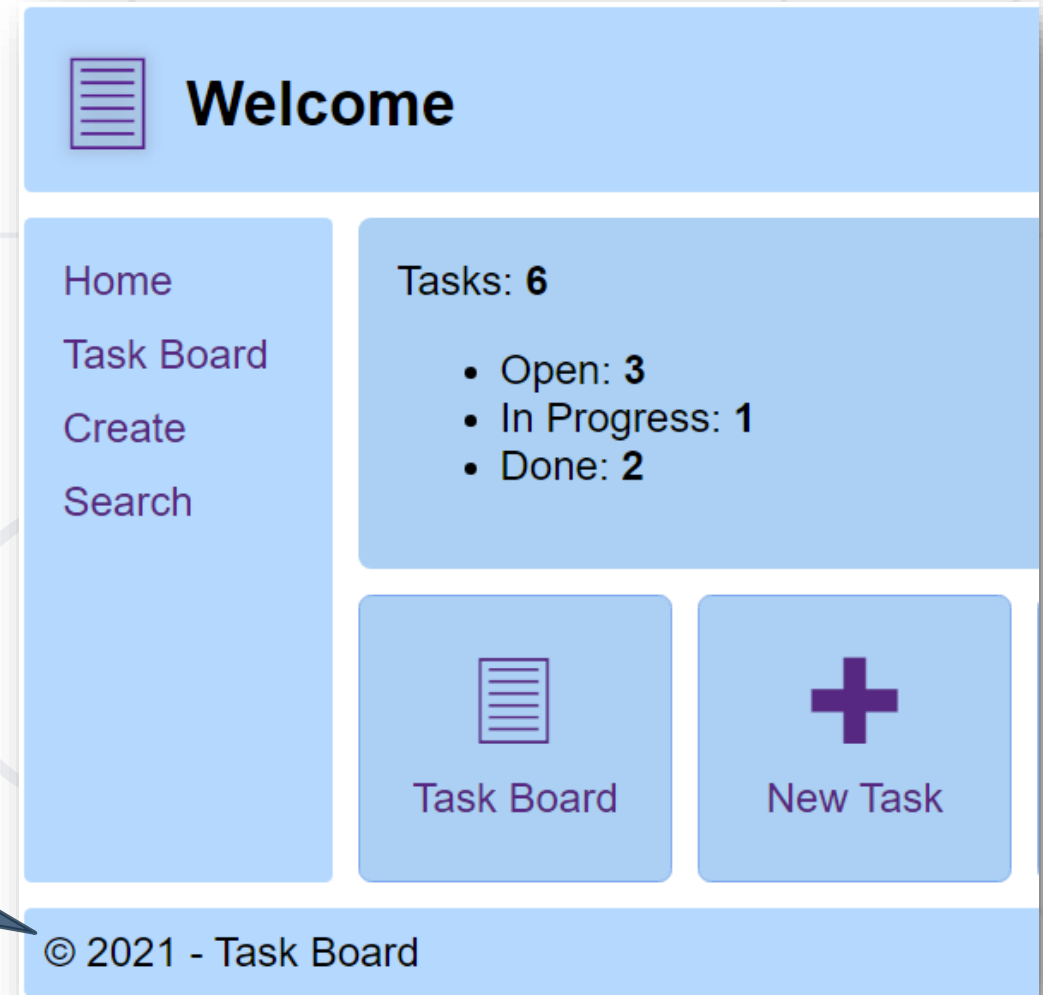 Welcome
Home
Task Board
Create
Search
Tasks: 6
• Open: 3
• In Progress: 1
• Done: 2
Task Board
New Task
© 2021 - Task Board